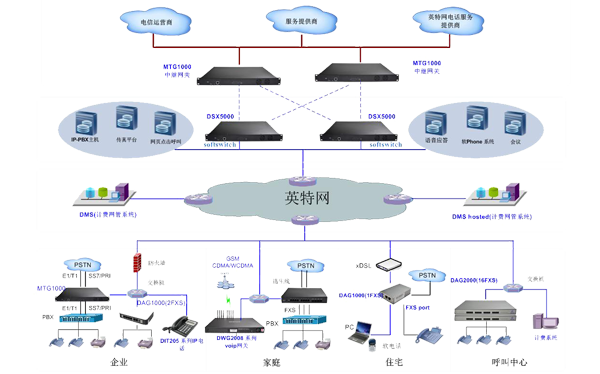 电信运营商
服务提供商
英特网电话服务
提供商
MTG1000
中继网关
MTG1000
中继网关
DSX5000
DSX5000
softswitch
softswitch
IP-PBX主机
传真平台
网页点击呼叫
语音应答
软Phone 系统
会议
英特网
DMS(计费网管系统)
DMS hosted(计费网管系统)
PSTN
E1/T1
SS7/PRI
MTG1000
E1/T1
SS7/PRI
PBX
防火墙
交换机
DAG1000(2FXS)
DIT205 系列IP电
话
企业
GSM
CDMA/WCDMA
DWG2008 系统
voip网关
PSTN
FXS
PBX
家庭
xDSL
PSTN
DAG1000(1FXS)
FXS port
PC
软电话
住宅
PSTN
DAG2000(16FXS)
交换机
计费系统
呼叫中心